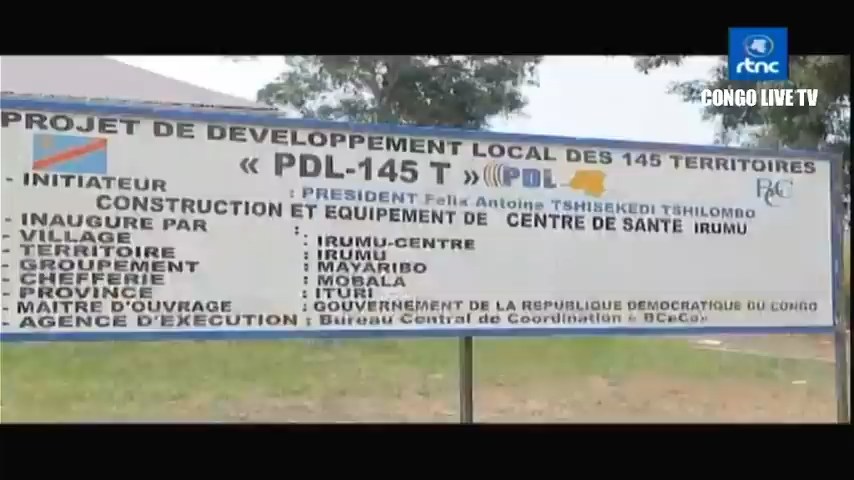 rtnc
CONGO LIVE TV
PROJET DE DEVELOPPEMENT LOCAL DES 145 TERRITOIRES
« PDL-145 T » PDL
- INITIATEUR : PRESIDENT Felix Antoine TSHISEKEDI TSHILOMBO
CONSTRUCTION ET EQUIPEMENT DE CENTRE DE SANTE IRUMU
- INAUGURE PAR :
- VILLAGE : IRUMU-CENTRE
- TERRITOIRE : IRUMU
- GROUPEMENT : MAYARIBO
- CHEFFERIE : MOBALA
- PROVINCE : ITURI
- MAITRE D'OUVRAGE : GOUVERNEMENT DE LA REPUBLIQUE DEMOCRATIQUE DU CONGO
- AGENCE D'EXECUTION : Bureau Central de Coordination « BCeCo»